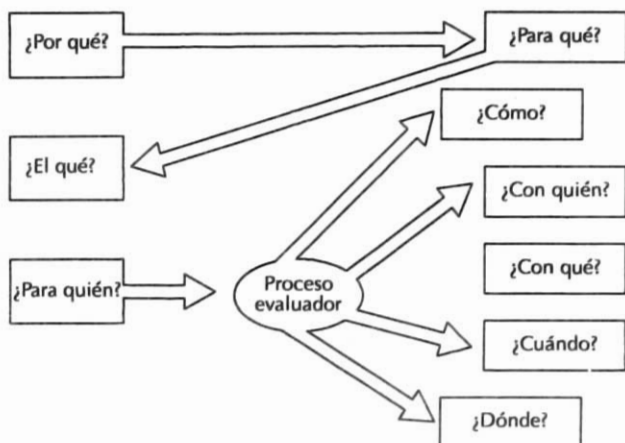 ¿Por qué?
¿Para qué?
¿Cómo?
¿El qué?
¿Con quién?
¿Con qué?
¿Para quién?
Proceso
evaluador
¿Cuándo?
¿Dónde?